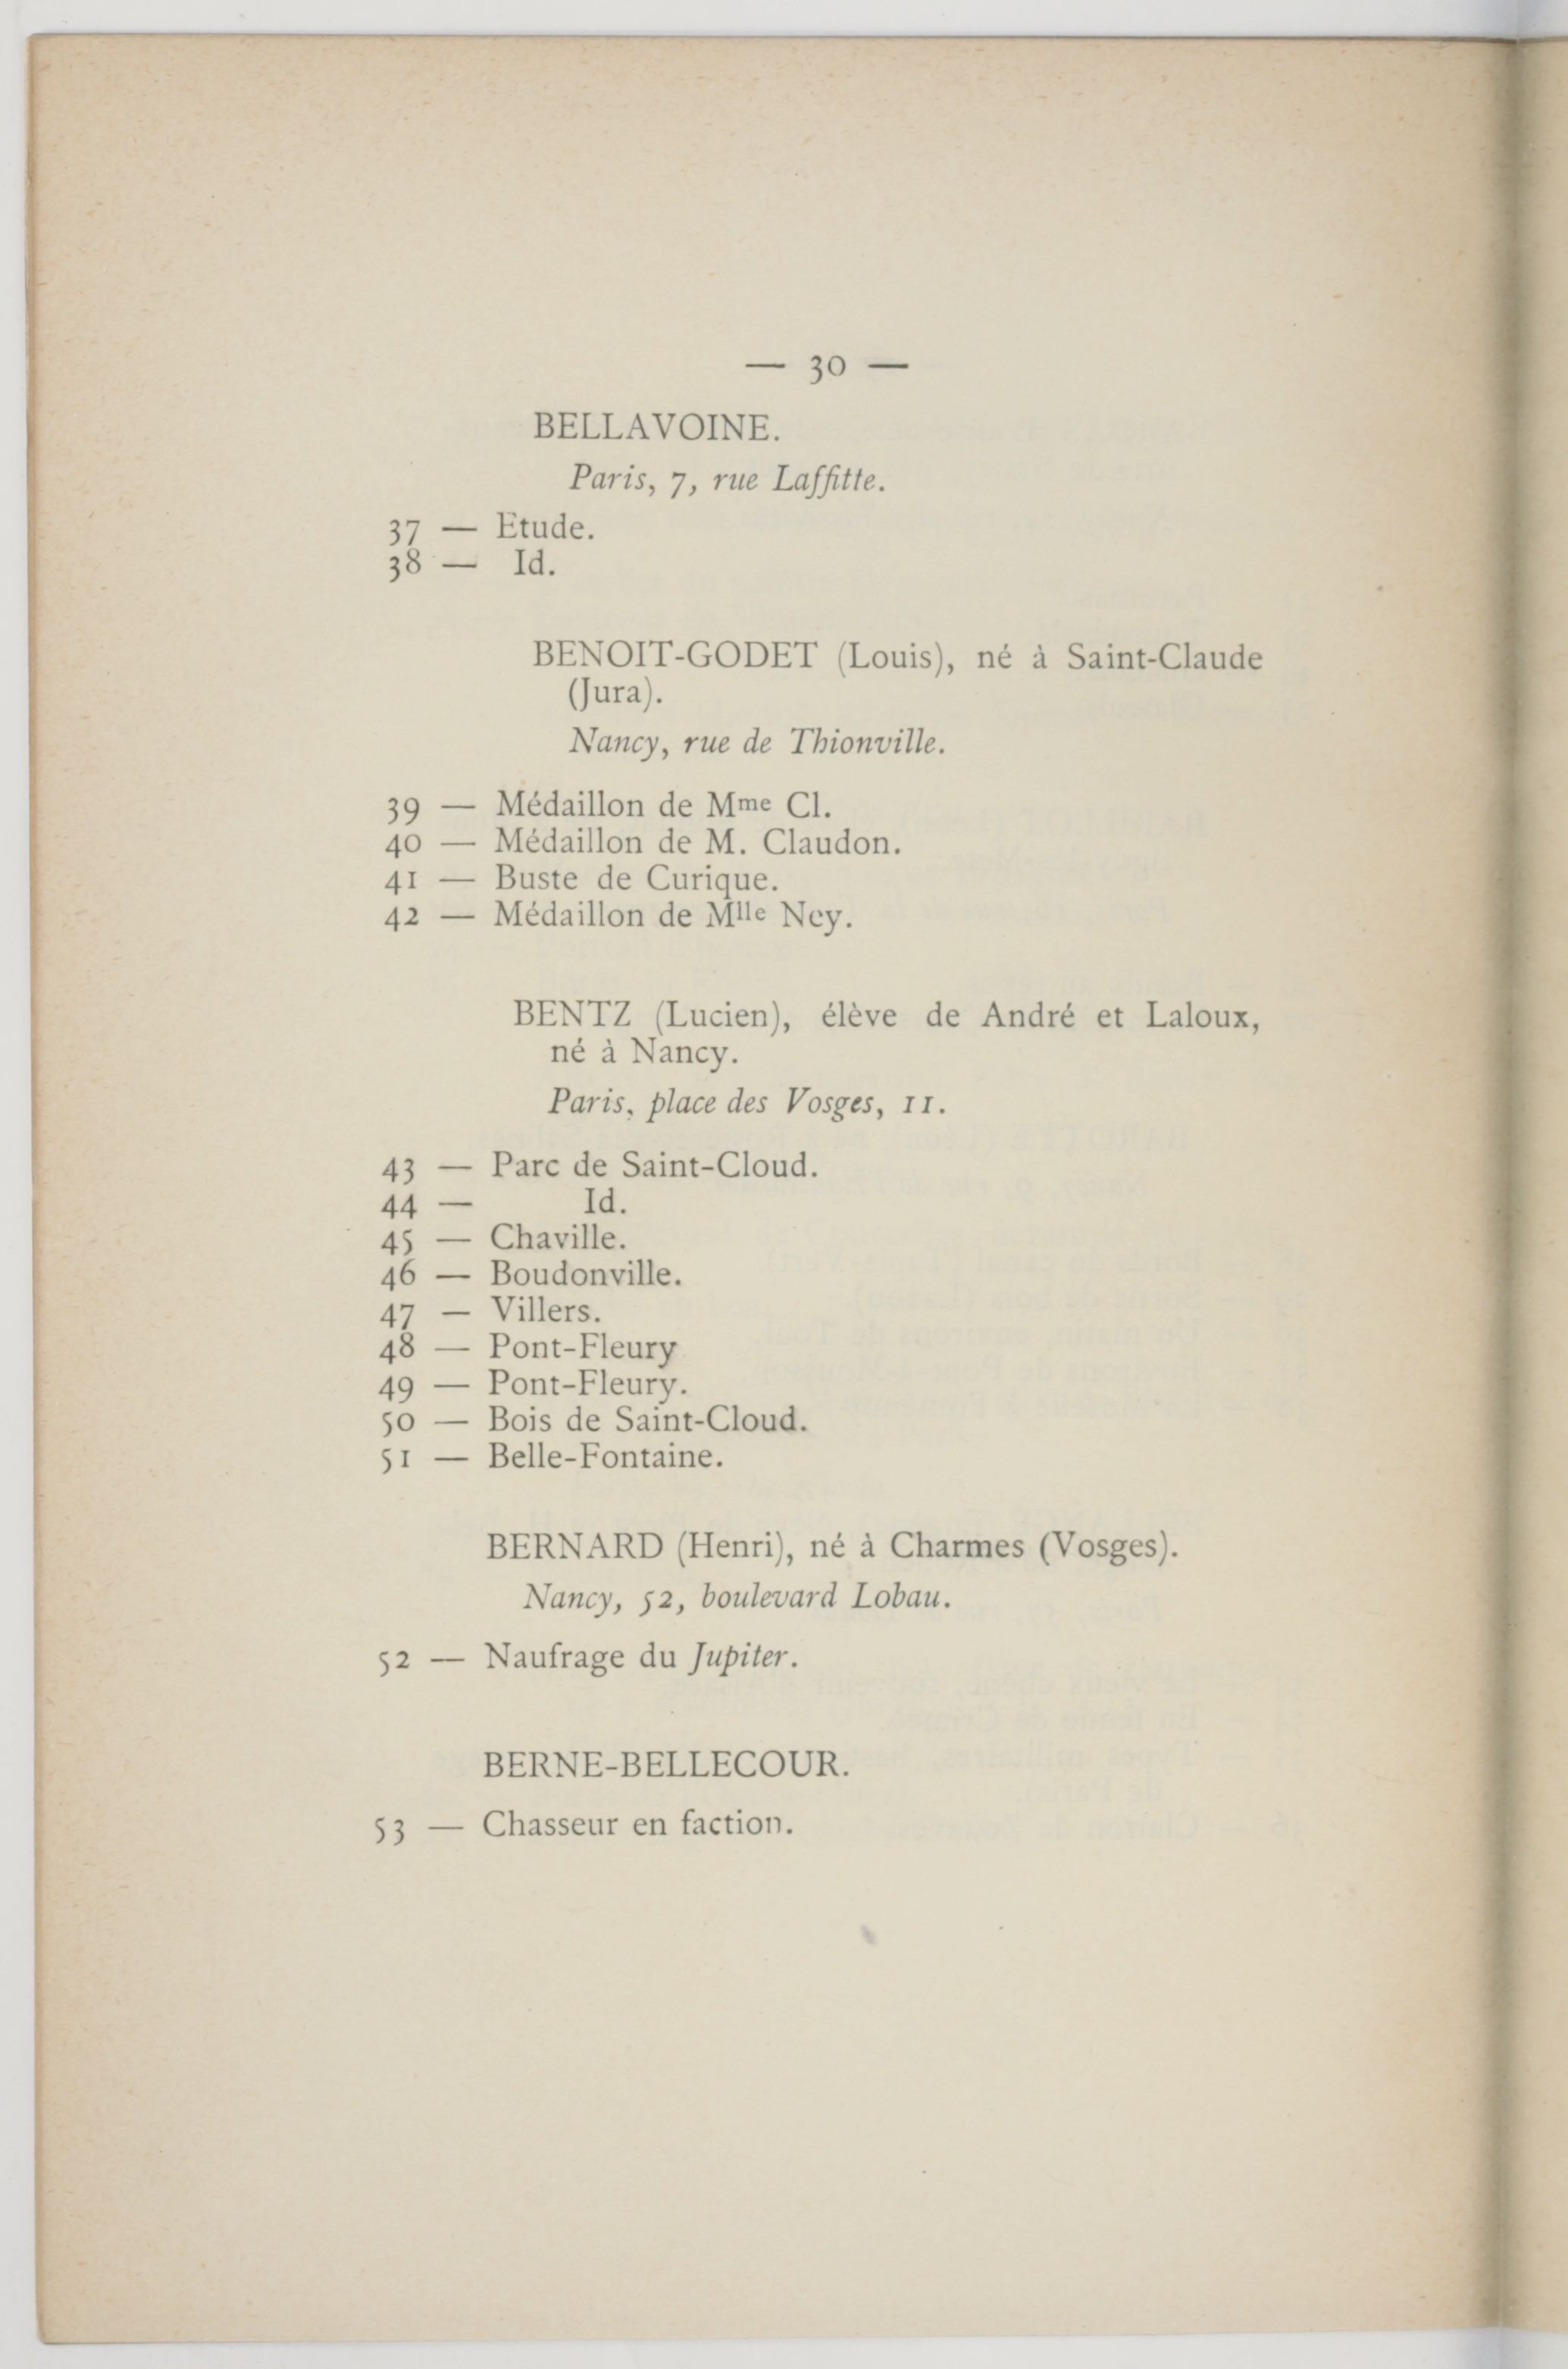 — 30 —
BELLAVOINE.
Paris, 7, rue Laffitte.
37 — Etude.
38 — Id.
BENOIT-GODET (Louis), né à Saint-Claude
(Jura).
Nancy, rue de Thionville.
39 — Médaillon de Mme Cl.
40 — Médaillon de M. Claudon.
41 — Buste de Curique.
42 — Médaillon de Mlle Ney.
BENTZ (Lucien), élève de André et Laloux,
né à Nancy.
Paris, place des Vosges, 11.
43 — Parc de Saint-Cloud.
44 — Id.
45 — Chaville.
46 — Boudonville.
47 — Villers.
48 — Pont-Fleury
49 — Pont-Fleury.
50 — Bois de Saint-Cloud.
51 — Belle-Fontaine.
BERNARD (Henri), né à Charmes (Vosges).
Nancy, 52, boulevard Lobau.
52 — Naufrage du Jupiter.
BERNE-BELLECOUR.
53 — Chasseur en faction.